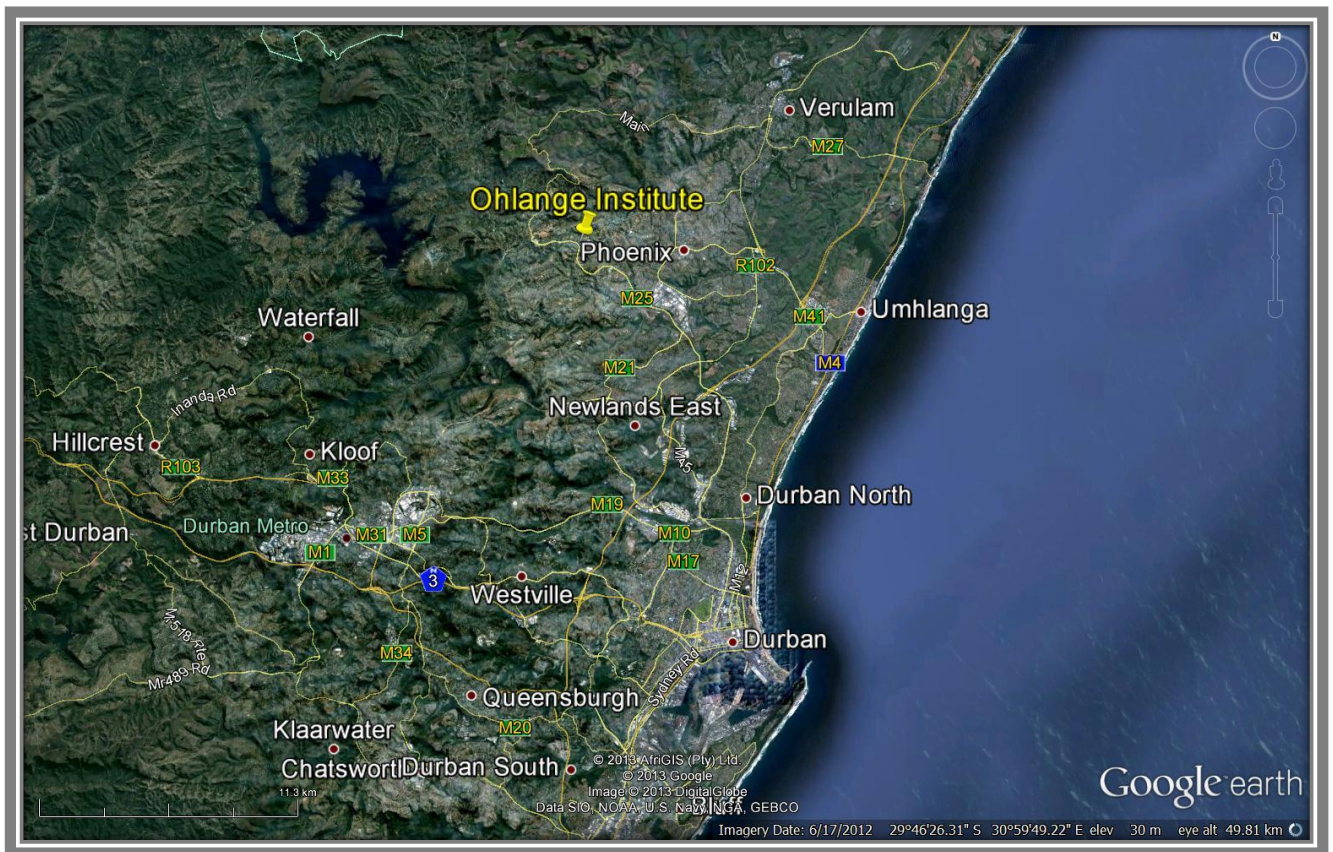 N
Verulam
Main
M27
Ohlange Institute
Phoenix
R102
M25
Umhlanga
M41
Waterfall
M4
M21
Inanda Rd
Newlands East
Hillcrest
Kloof
R103
M33
M45
Durban North
M19
st Durban
Durban Metro
M31
M5
M10
M1
M17
N
3
M12
Westville
Durban
M34
Sydney Rd
Mr489 Rd
Queensburgh
M20
Klaarwater
Chatsworth
Durban South
© 2013 AfriGIS (Pty) Ltd.
© 2013 Google
Image © 2013 DigitalGlobe
Data SIO, NOAA, U.S. Navy, NGA, GEBCO
Bluff
11.3 km
Google earth
Imagery Date: 6/17/2012 29°46'26.31" S 30°59'49.22" E elev 30 m eye alt 49.81 km